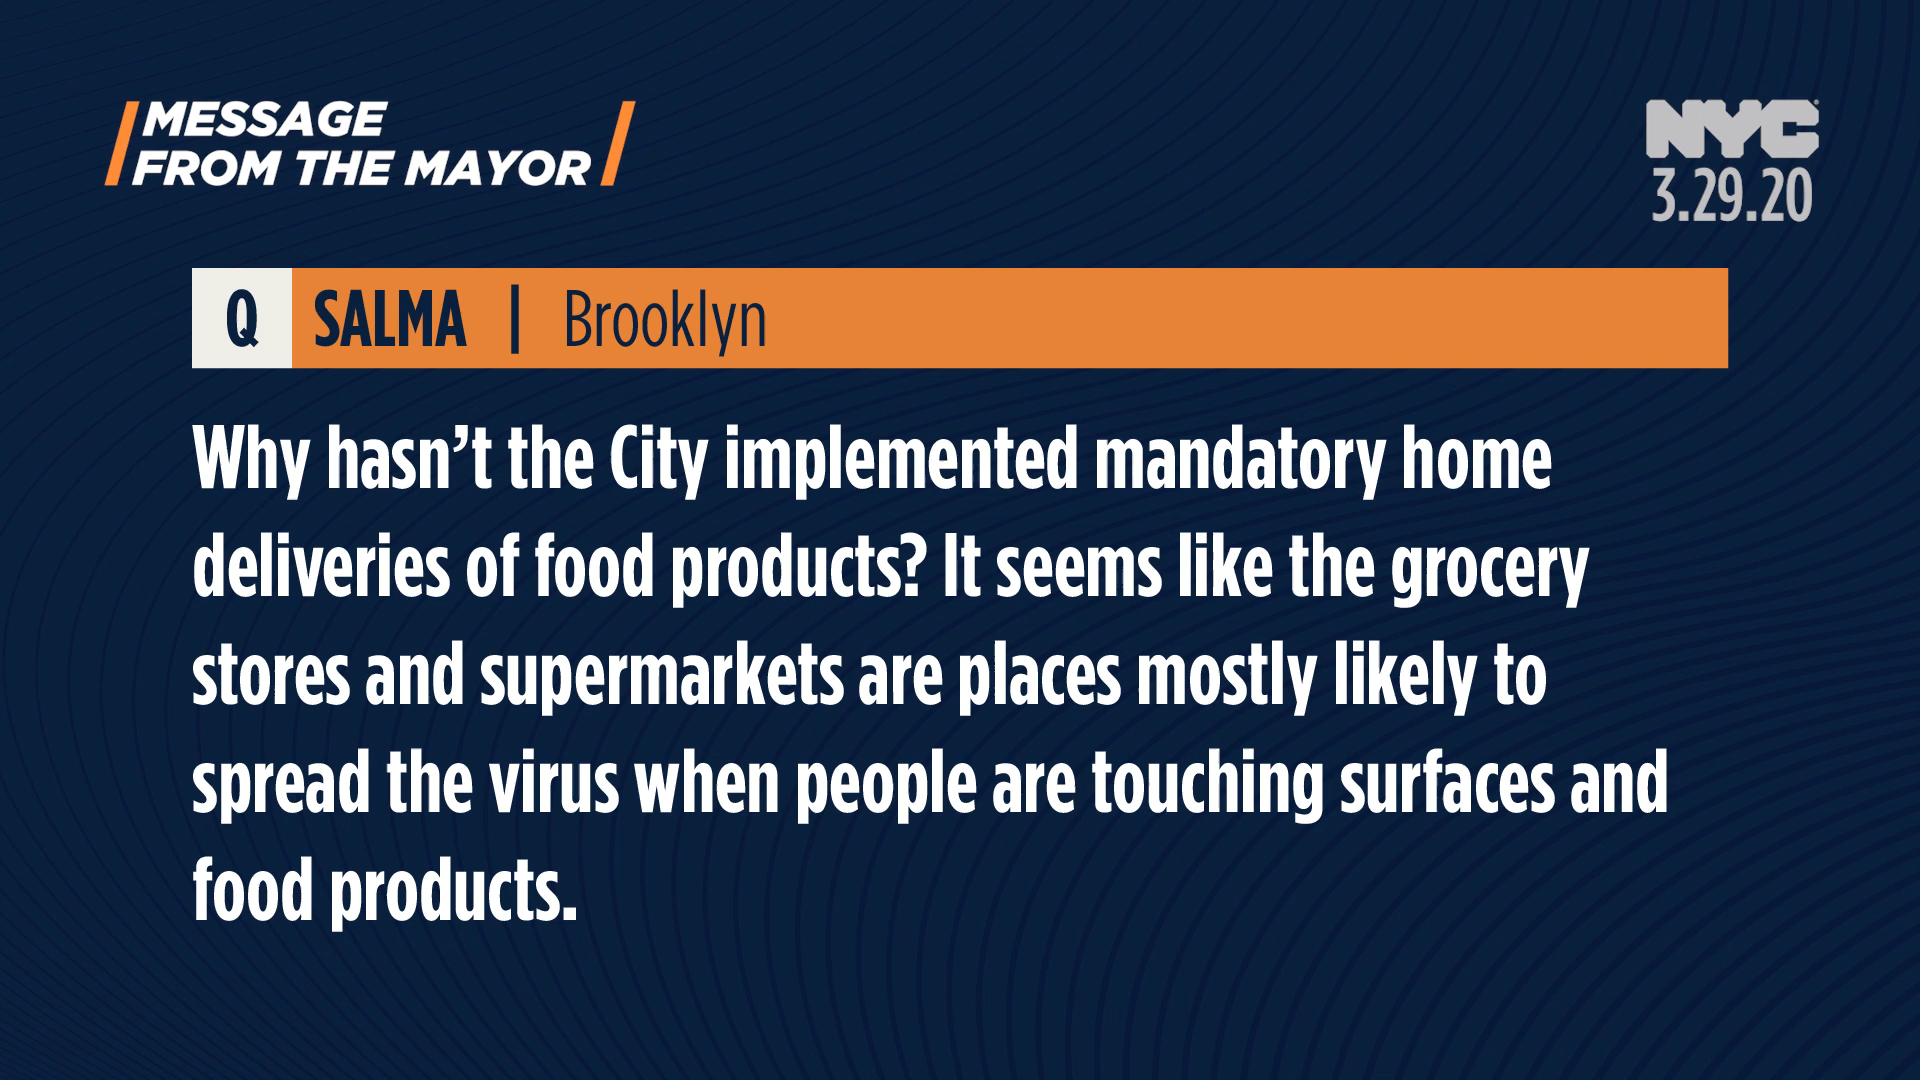 MESSAGE
FROM THE MAYOR
NYC
3.29.20
Q SALMA | Brooklyn
Why hasn’t the City implemented mandatory home
deliveries of food products? It seems like the grocery
stores and supermarkets are places mostly likely to
spread the virus when people are touching surfaces and
food products.